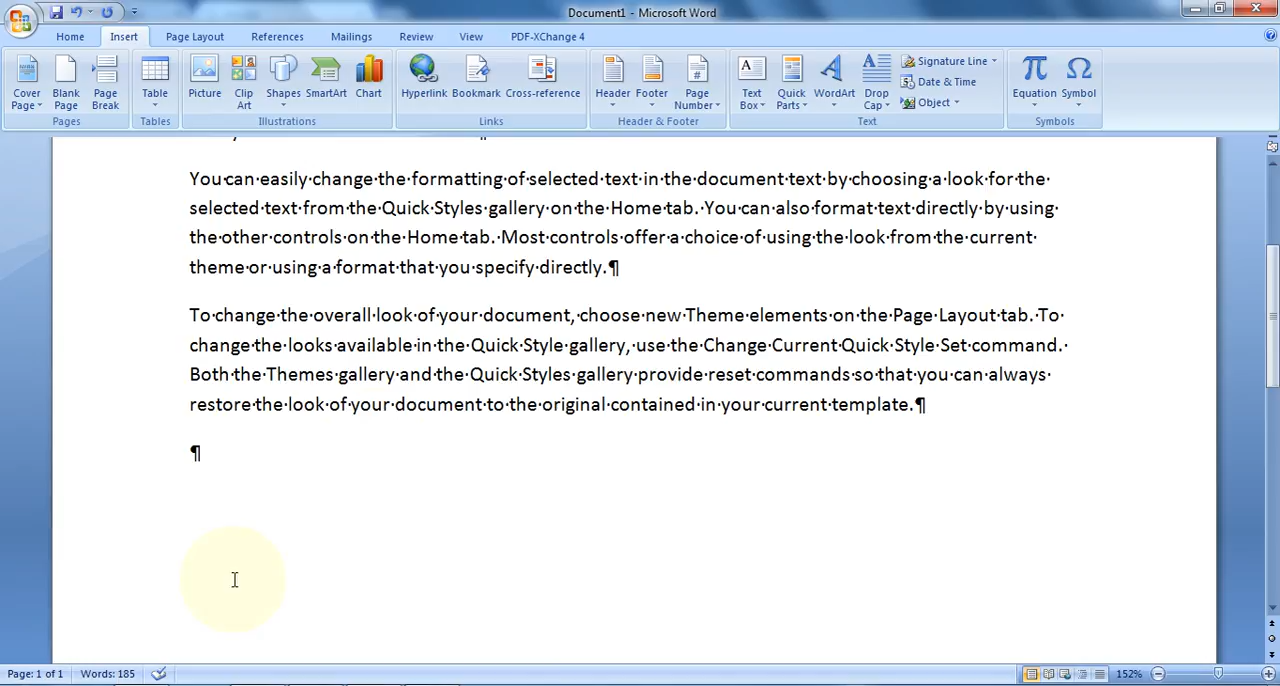 Document1 - Microsoft Word
Home Insert Page Layout References Mailings Review View PDF-XChange 4
Cover Page Blank Page Page Break Table Picture Clip Art Shapes SmartArt Chart Hyperlink Bookmark Cross-reference Header Footer Page Number Text Box Quick Parts WordArt Drop Cap Signature Line Date & Time Object Equation Symbol
Pages Tables Illustrations Links Header & Footer Text Symbols
You·can·easily·change·the·formatting·of·selected·text·in·the·document·text·by·choosing·a·look·for·the·
selected·text·from·the·Quick·Styles·gallery·on·the·Home·tab.·You·can·also·format·text·directly·by·using·
the·other·controls·on·the·Home·tab.·Most·controls·offer·a·choice·of·using·the·look·from·the·current·
theme·or·using·a·format·that·you·specify·directly.¶
To·change·the·overall·look·of·your·document,·choose·new·Theme·elements·on·the·Page·Layout·tab.·To·
change·the·looks·available·in·the·Quick·Style·gallery,·use·the·Change·Current·Quick·Style·Set·command.·
Both·the·Themes·gallery·and·the·Quick·Styles·gallery·provide·reset·commands·so·that·you·can·always·
restore·the·look·of·your·document·to·the·original·contained·in·your·current·template.¶
¶
Page: 1 of 1 Words: 185 152%